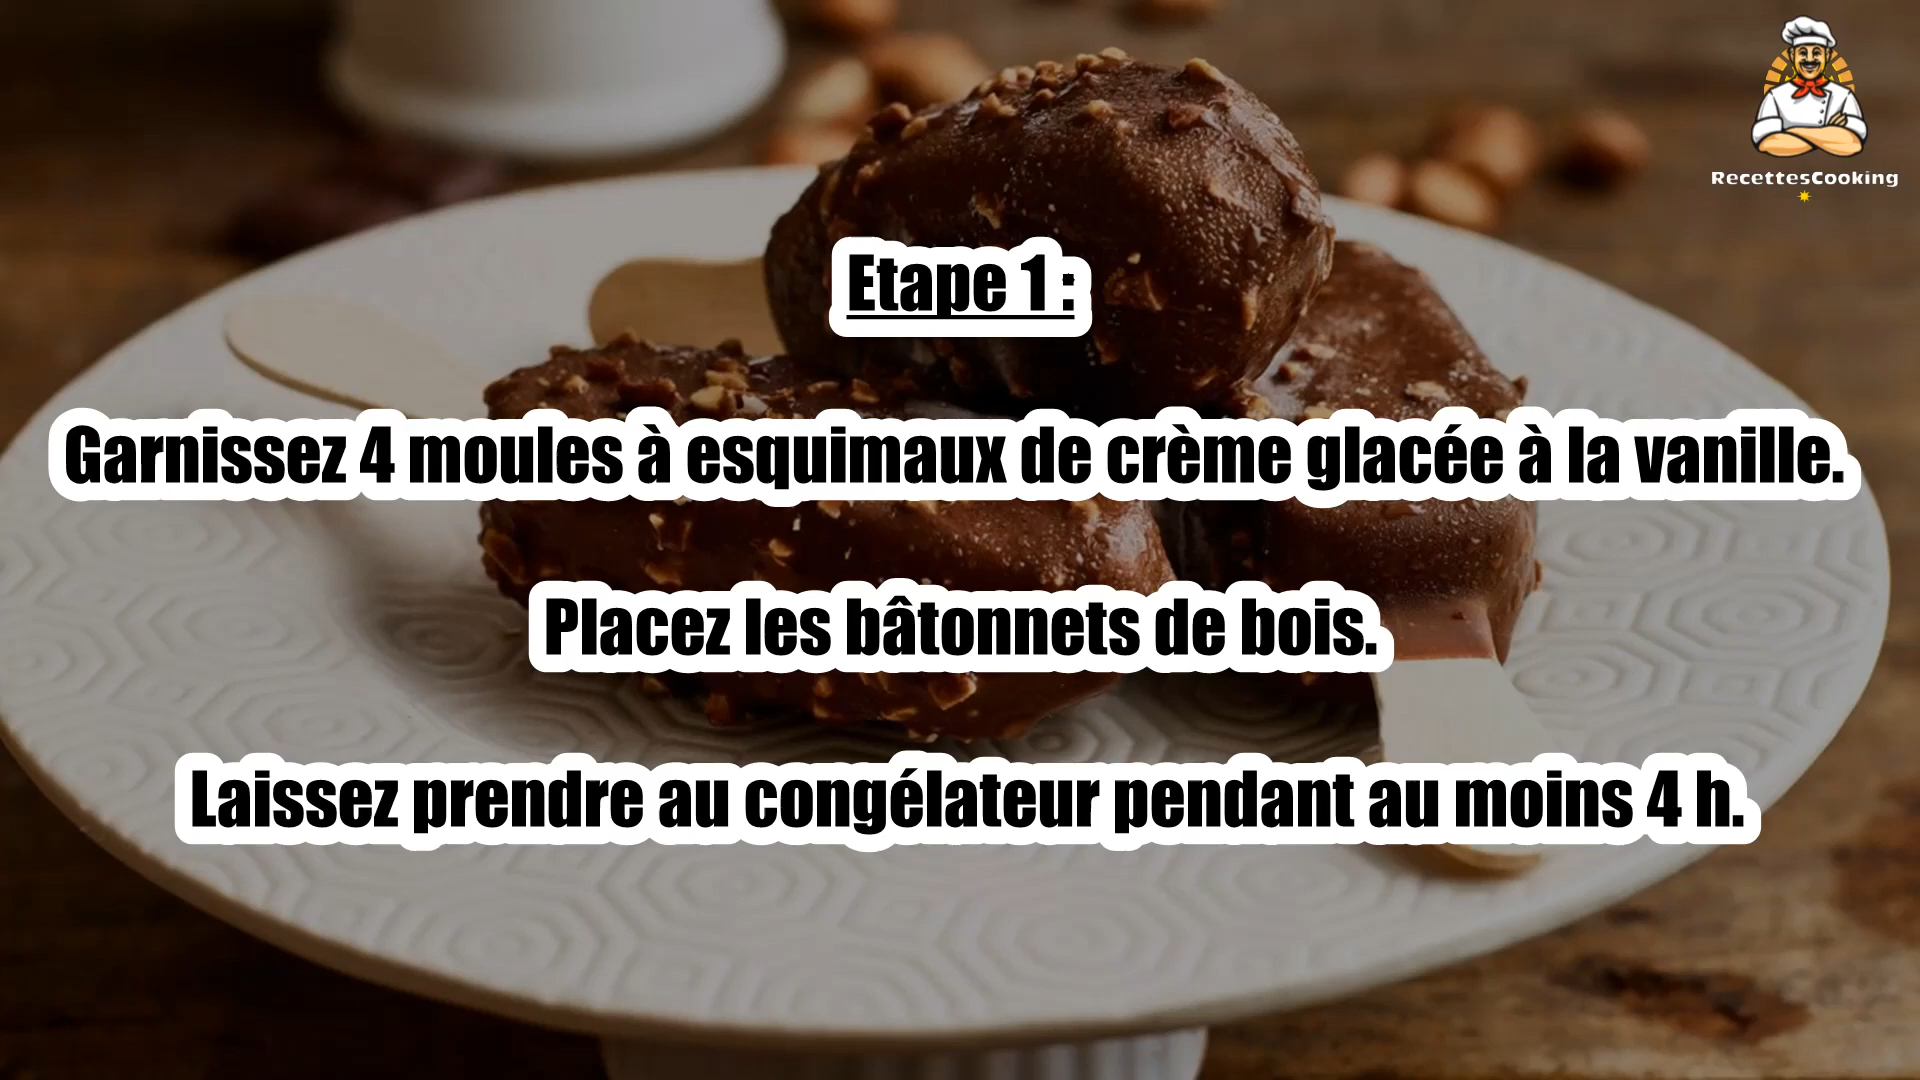 RecettesCooking
Etape 1 :
Garnissez 4 moules à esquimaux de crème glacée à la vanille.
Placez les bâtonnets de bois.
Laissez prendre au congélateur pendant au moins 4 h.